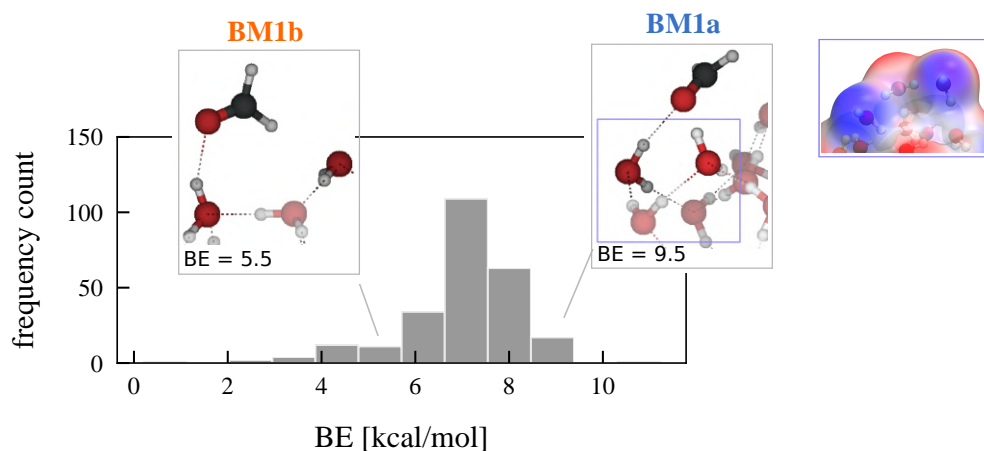 BM1b
BM1a
BE = 5.5
BE = 9.5
frequency count
150
100
50
0
0 2 4 6 8 10
BE [kcal/mol]